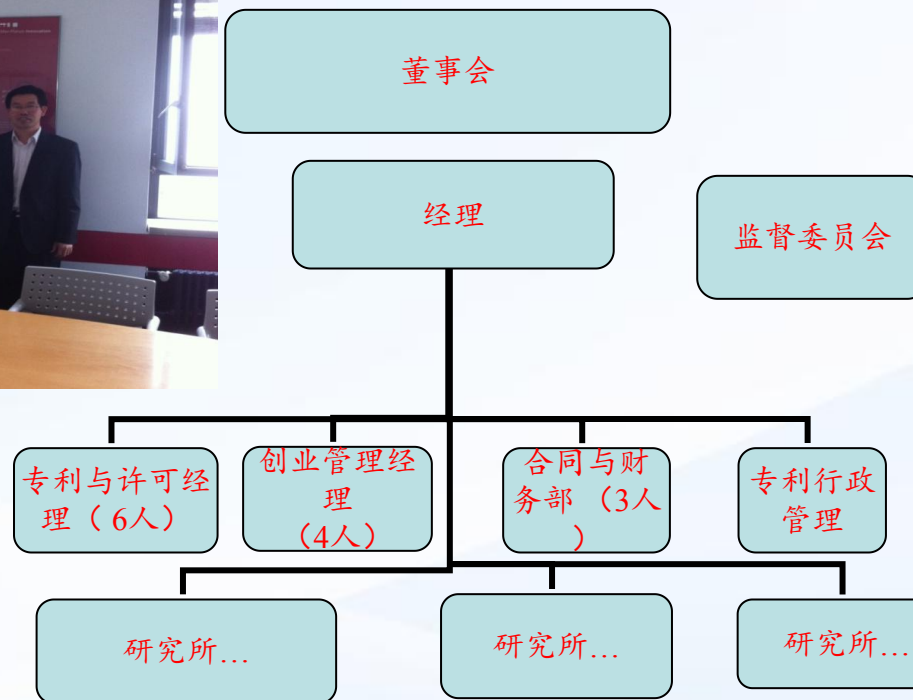 董事会
经理
监督委员会
专利与许可经
理（ 6人）
创业管理经
理
（4人）
合同与财
务部 （3人
）
专利行政
管理
研究所...
研究所...
研究所...